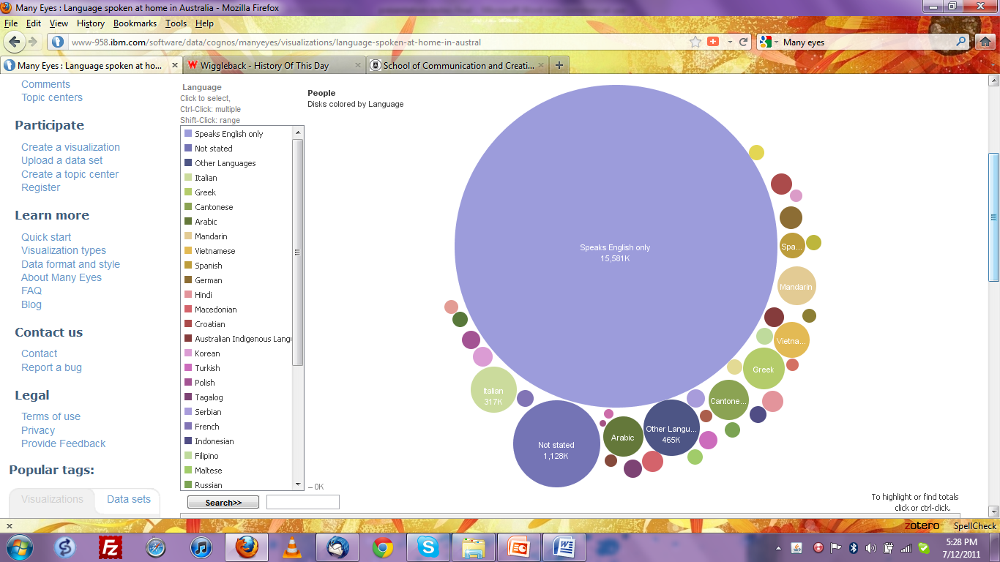 Many Eyes : Language spoken at home in Australia - Mozilla Firefox
File Edit View History Bookmarks Tools Help
www-958.ibm.com/software/data/cognos/manyeyes/visualizations/language-spoken-at-home-in-austral
Many eyes
Many Eyes : Language spoken at ho...
Wiggleback - History Of This Day
School of Communication and Creati...
Comments
Topic centers
Participate
Create a visualization
Upload a data set
Create a topic center
Register
Learn more
Quick start
Visualization types
Data format and style
About Many Eyes
FAQ
Blog
Contact us
Contact
Report a bug
Legal
Terms of use
Privacy
Provide Feedback
Popular tags:
Visualizations
Data sets
Language
Click to select,
Ctrl-Click: multiple
Shift-Click: range
Speaks English only
Not stated
Other Languages
Italian
Greek
Cantonese
Arabic
Mandarin
Vietnamese
Spanish
German
Hindi
Macedonian
Croatian
Australian Indigenous Langu
Korean
Turkish
Polish
Tagalog
Serbian
French
Indonesian
Filipino
Maltese
Russian
Search>>
People
Disks colored by Language
Speaks English only
15,581K
Spa...
Mandarin
Vietna...
Greek
Cantone...
Italian
317K
Other Langu...
465K
Arabic
Not stated
1,128K
0K
To highlight or find totals
click or ctrl-click.
zotero
SpellCheck
5:28 PM
7/12/2011